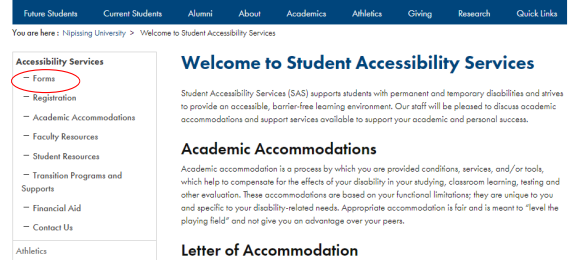 Future Students Current Students Alumni About Academics Athletics Giving Research Quick Links
You are here : Nipissing University > Welcome to Student Accessibility Services
Accessibility Services
– Forms
– Registration
– Academic Accommodations
– Faculty Resources
– Student Resources
– Transition Programs and
Supports
– Financial Aid
– Contact Us
Athletics
Welcome to Student Accessibility Services
Student Accessibility Services (SAS) supports students with permanent and temporary disabilities and strives
to provide an accessible, barrier-free learning environment. Our staff will be pleased to discuss academic
accommodations and support services available to support your academic and personal success.
Academic Accommodations
Academic accommodation is a process by which you are provided conditions, services, and/or tools,
which help to compensate for the effects of your disability in your studying, classroom learning, testing and
other evaluation. These accommodations are based on your functional limitations; they are unique to you
and specific to your disability-related needs. Appropriate accommodation is fair and is meant to "level the
playing field" and not give you an advantage over your peers.
Letter of Accommodation